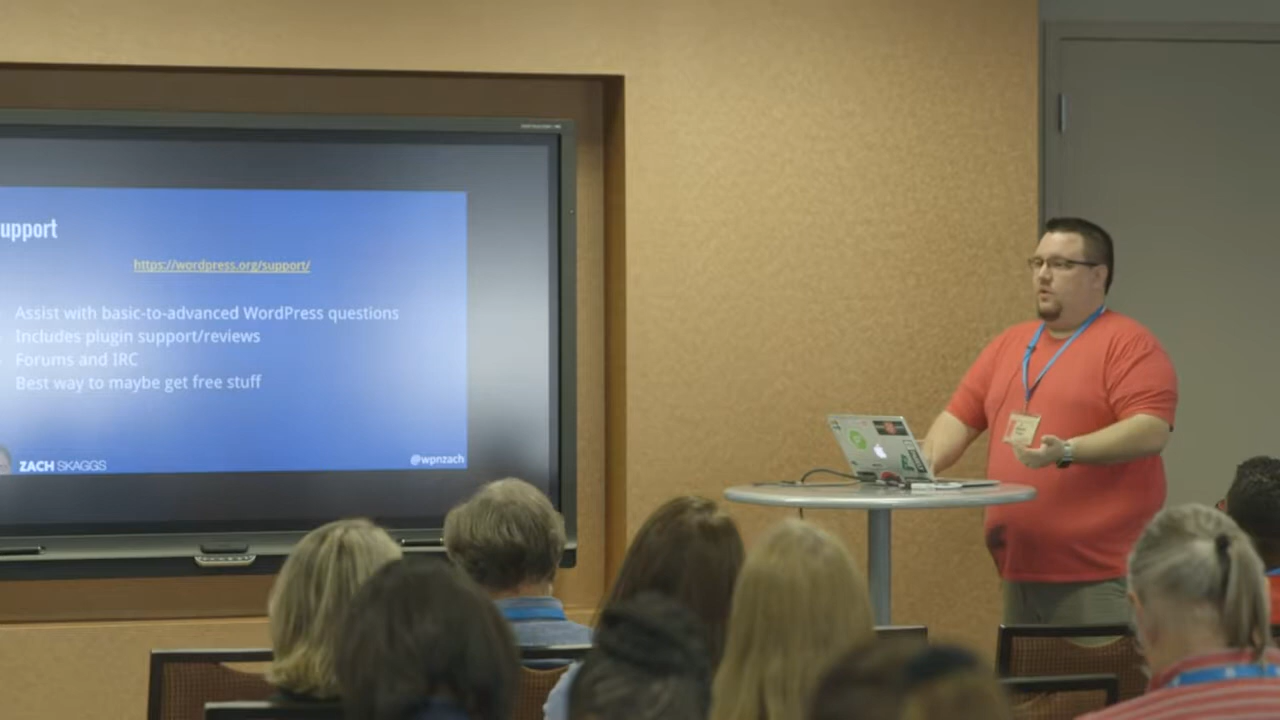 upport
https://wordpress.org/support/
Assist with basic-to-advanced WordPress questions
Includes plugin support/reviews
Forums and IRC
Best way to maybe get free stuff
ZACH SKAGGS
@wpnzach